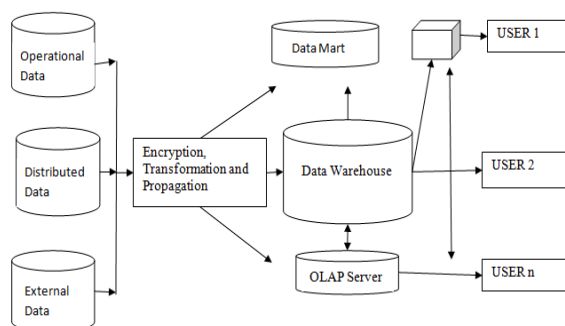 Operational
Data
Data Mart
USER 1
Distributed
Data
Encryption,
Transformation and
Propagation
Data Warehouse
USER 2
External
Data
OLAP Server
USER n